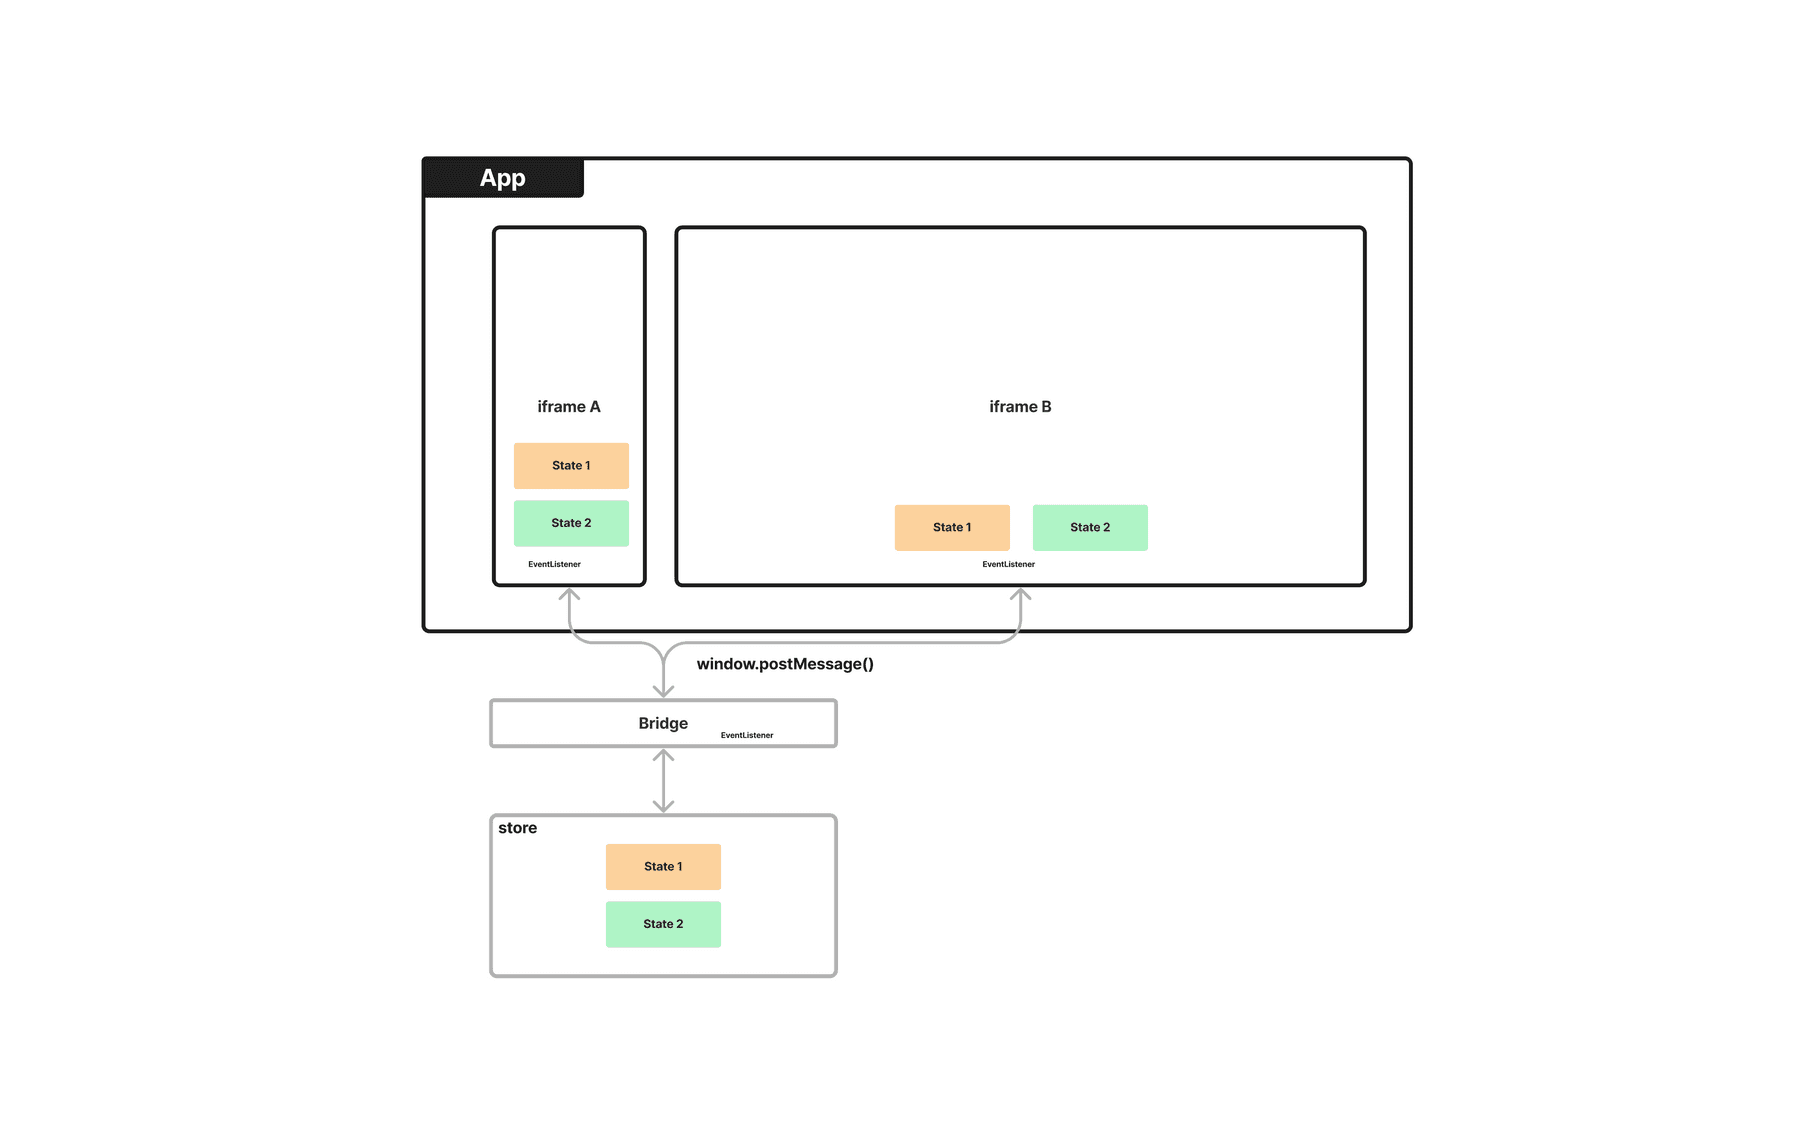 App
iframe A
State 1
State 2
EventListener
iframe B
State 1
State 2
EventListener
window.postMessage()
Bridge
EventListener
store
State 1
State 2